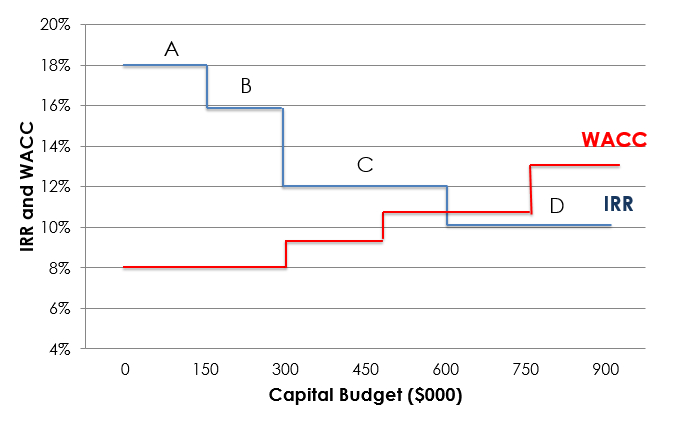 20%
18%
16%
14%
12%
10%
8%
6%
4%
IRR and WACC
A
B
C
D
WACC
IRR
0 150 300 450 600 750 900
Capital Budget ($000)